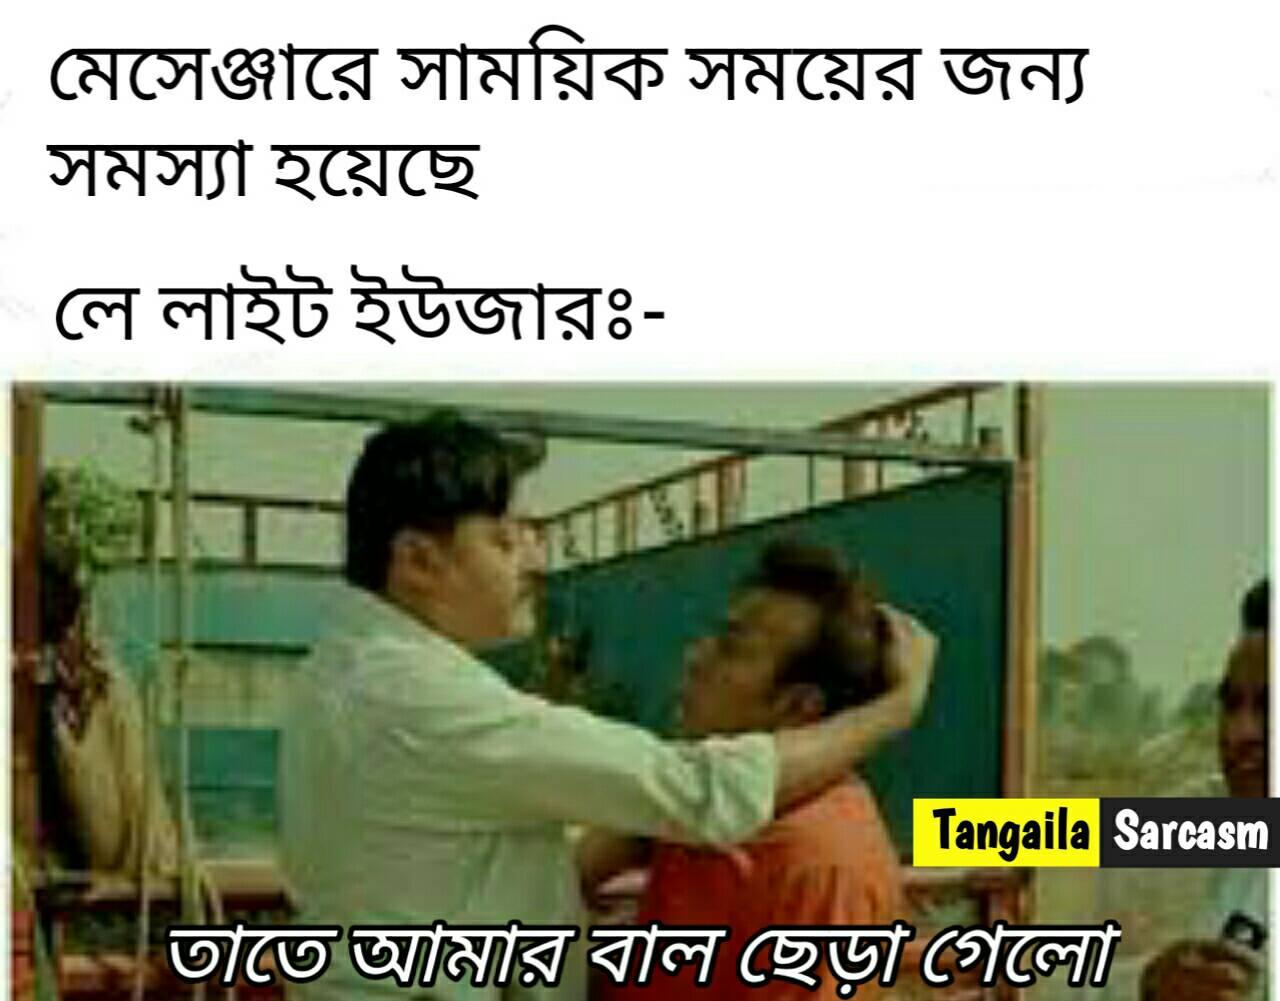 মেসেঞ্জারে সাময়িক সময়ের জন্য
সমস্যা হয়েছে
লে লাইট ইউজারঃ-
Tangaila Sarcasm
তাতে আমার বাল ছেড়া গেলো